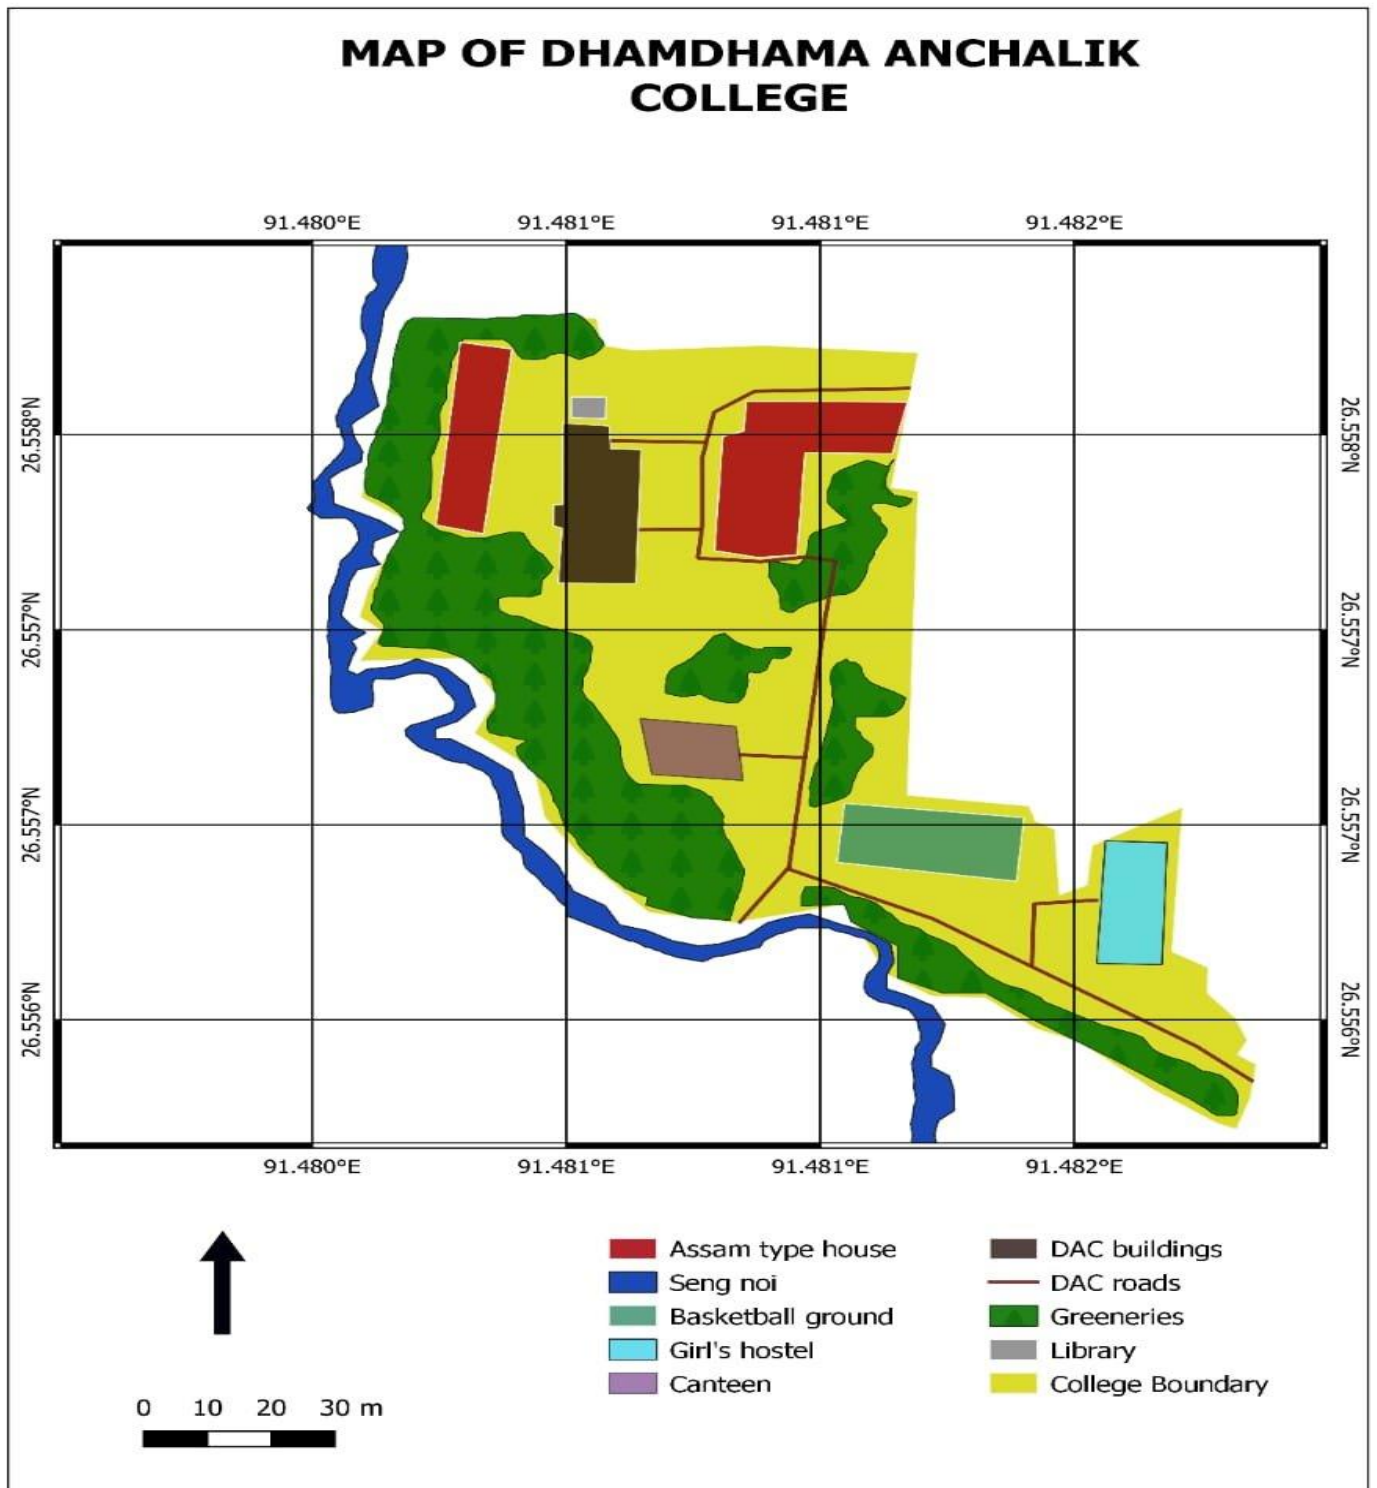 MAP OF DHAMDHAMA ANCHALIK
COLLEGE
91.480°E 91.481°E 91.481°E 91.482°E
26.558°N 26.558°N
26.557°N 26.557°N
26.557°N 26.557°N
26.556°N 26.556°N
91.480°E 91.481°E 91.481°E 91.482°E
Assam type house
Seng noi
Basketball ground
Girl's hostel
Canteen
DAC buildings
DAC roads
Greeneries
Library
College Boundary
0 10 20 30 m